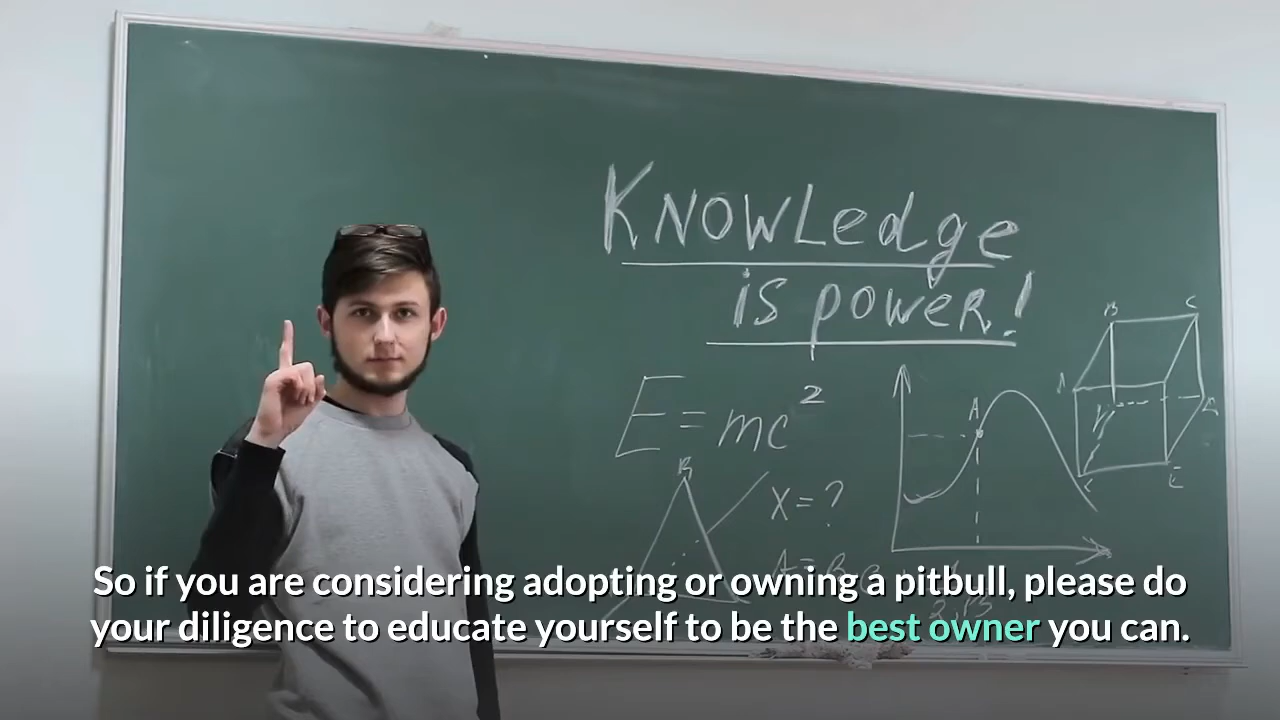 KNOWLedge
is power!
E=mc²
B
X=?
A
B C
E
So if you are considering adopting or owning a pitbull, please do
your diligence to educate yourself to be the best owner you can.